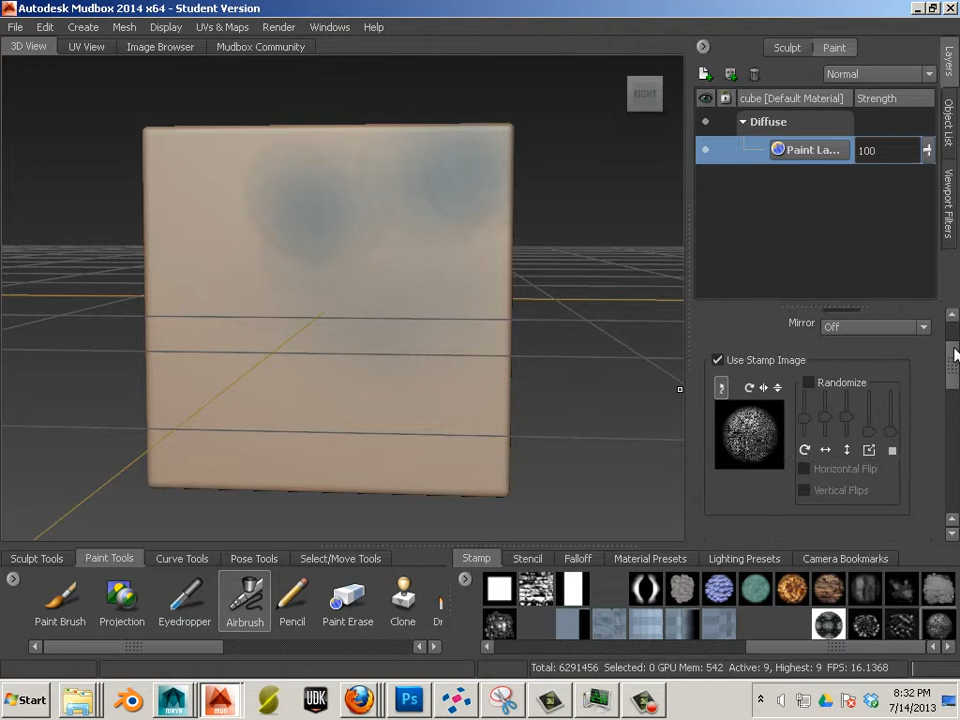 Autodesk Mudbox 2014 x64 - Student Version
File Edit Create Mesh Display UVs & Maps Render Windows Help
3D View UV View Image Browser Mudbox Community
Sculpt Paint
Normal
cube [Default Material] Strength
Diffuse
Paint La... 100
Layers
Object List
Viewport Filters
Mirror Off
Use Stamp Image
Randomize
Horizontal Flip
Vertical Flips
Sculpt Tools Paint Tools Curve Tools Pose Tools Select/Move Tools
Stamp Stencil Falloff Material Presets Lighting Presets Camera Bookmarks
Paint Brush Projection Eyedropper Airbrush Pencil Paint Erase Clone Dr
Total: 6291456 Selected: 0 GPU Mem: 542 Active: 9, Highest: 9 FPS: 16.1368
Start
MAYA
MUD
UDK
Ps
8:32 PM
7/14/2013